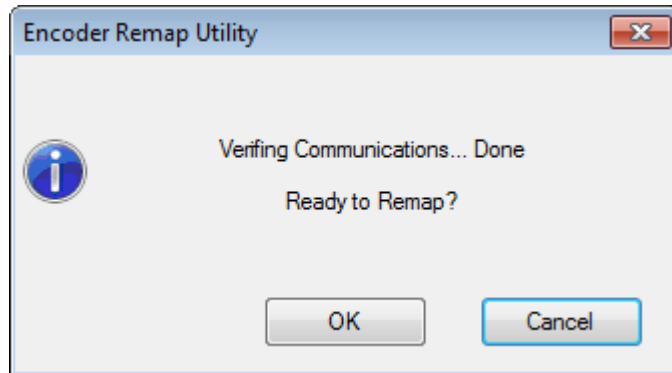 Encoder Remap Utility
Verifing Communications... Done
Ready to Remap?
OK
Cancel